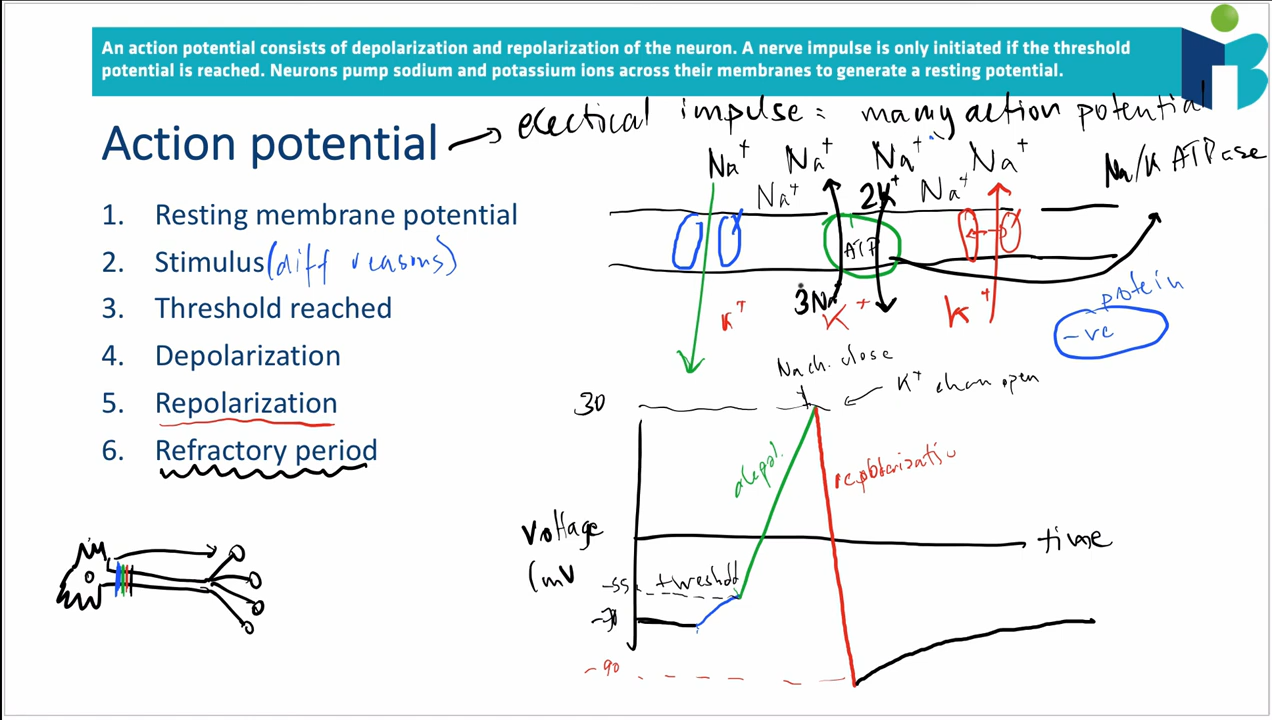 An action potential consists of depolarization and repolarization of the neuron. A nerve impulse is only initiated if the threshold
potential is reached. Neurons pump sodium and potassium ions across their membranes to generate a resting potential.
Action potential
electical impulse = many action potential
1. Resting membrane potential
2. Stimulus (diff reasons)
3. Threshold reached
4. Depolarization
5. Repolarization
6. Refractory period
Na+ Na+ Na+ Na+
Na/K ATPase
Na+ 2K+ Na+
ATP
3Na+
K+ K+ K+
protein
-ve
Na ch. close
K+ chan open
30
depol.
repolarizatio
voltage
(mV
time
-55 threshold
-70
-90